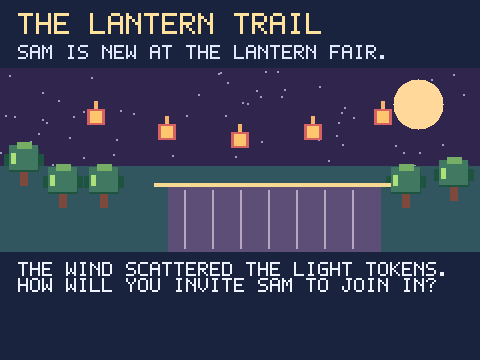 THE LANTERN TRAIL
SAM IS NEW AT THE LANTERN FAIR.
THE WIND SCATTERED THE LIGHT TOKENS.
HOW WILL YOU INVITE SAM TO JOIN IN?